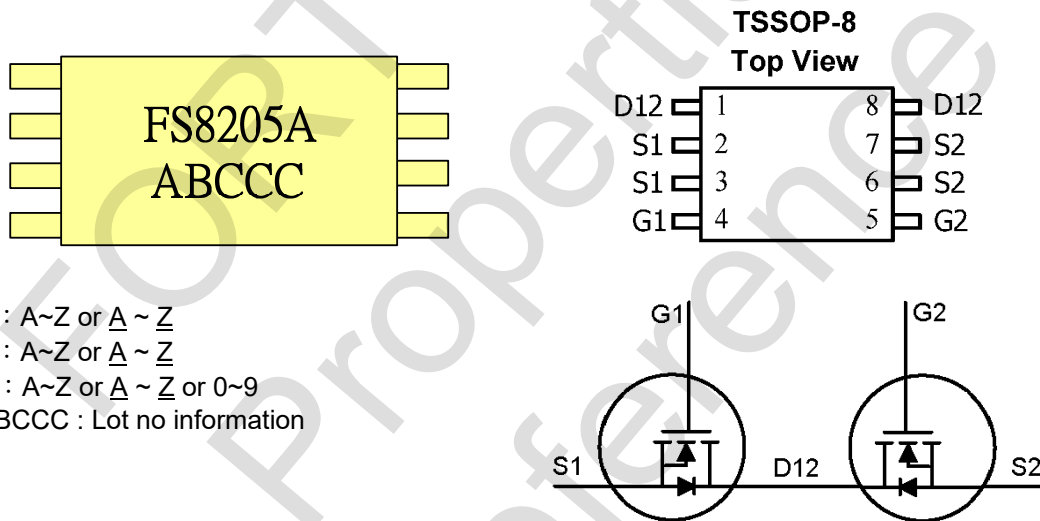 FS8205A
ABCCC
TSSOP-8
Top View
D12 1 8 D12
S1 2 7 S2
S1 3 6 S2
G1 4 5 G2
: A~Z or A ~ Z
: A~Z or A ~ Z
: A~Z or A ~ Z or 0~9
BCCC : Lot no information
G1 G2
S1 D12 S2